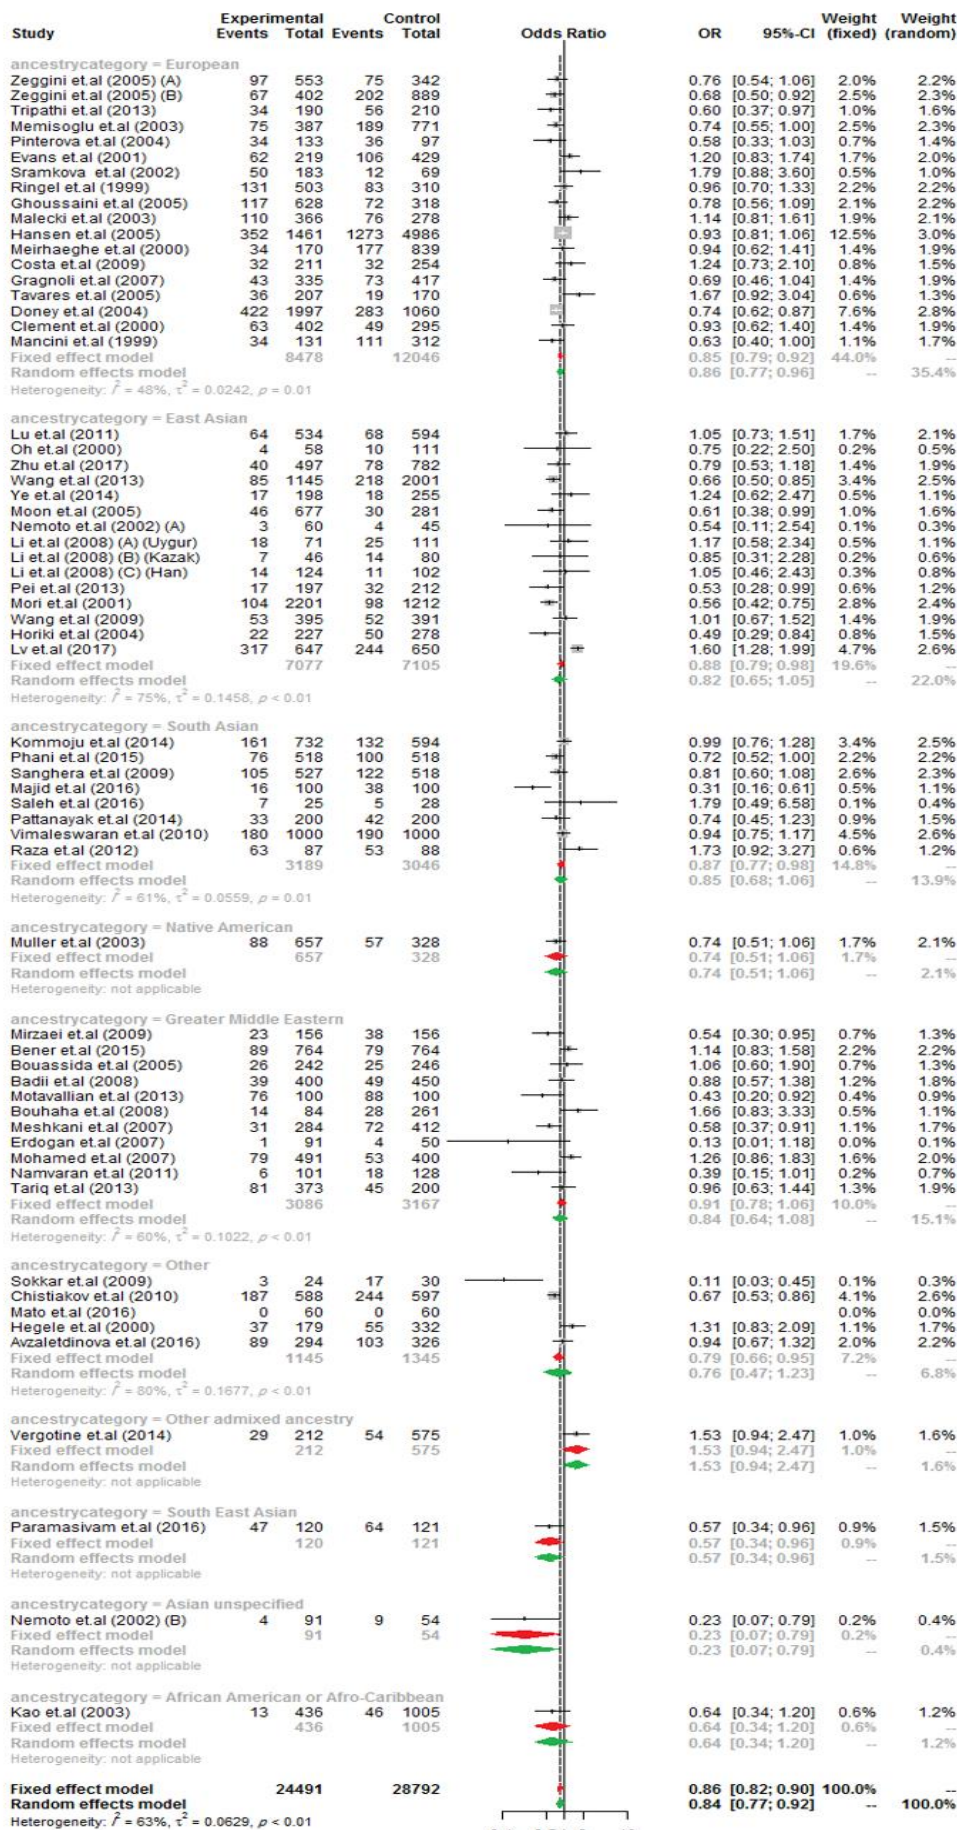 Experimental Control Weight Weight
Study Events Total Events Total Odds Ratio OR 95%-CI (fixed) (random)
ancestrycategory = European
Zeggini et.al (2005) (A) 97 553 75 342 0.76 [0.54; 1.06] 2.0% 2.2%
Zeggini et.al (2005) (B) 67 402 202 889 0.68 [0.50; 0.92] 2.5% 2.3%
Tripathi et.al (2013) 34 190 56 210 0.60 [0.37; 0.97] 1.0% 1.6%
Memisoglu et.al (2003) 75 387 189 771 0.74 [0.55; 1.00] 2.5% 2.3%
Pinterova et.al (2004) 34 133 36 97 0.58 [0.33; 1.03] 0.7% 1.4%
Evans et.al (2001) 62 219 106 429 1.20 [0.83; 1.74] 1.7% 2.0%
Sramkova et.al (2002) 50 183 12 69 1.79 [0.88; 3.60] 0.5% 1.0%
Ringel et.al (1999) 131 503 83 310 0.96 [0.70; 1.33] 2.2% 2.2%
Ghoussaini et.al (2005) 117 628 72 318 0.78 [0.56; 1.09] 2.1% 2.2%
Malecki et.al (2003) 110 366 76 278 1.14 [0.81; 1.61] 1.9% 2.1%
Hansen et.al (2005) 352 1461 1273 4986 0.93 [0.81; 1.06] 12.5% 3.0%
Meirhaeghe et.al (2000) 34 170 177 839 0.94 [0.62; 1.41] 1.4% 1.9%
Costa et.al (2009) 32 211 32 254 1.24 [0.73; 2.10] 0.8% 1.5%
Gragnoli et.al (2007) 43 335 73 417 0.69 [0.46; 1.04] 1.4% 1.9%
Tavares et.al (2005) 36 207 19 170 1.67 [0.92; 3.04] 0.6% 1.3%
Doney et.al (2004) 422 1997 283 1060 0.74 [0.62; 0.87] 7.6% 2.8%
Clement et.al (2000) 63 402 49 295 0.93 [0.62; 1.40] 1.4% 1.9%
Mancini et.al (1999) 34 131 111 312 0.63 [0.40; 1.00] 1.1% 1.7%
Fixed effect model 8478 12046 0.85 [0.79; 0.92] 44.0% --
Random effects model 0.86 [0.77; 0.96] -- 35.4%
Heterogeneity: I² = 48%, τ² = 0.0242, p = 0.01
ancestrycategory = East Asian
Lu et.al (2011) 64 534 68 594 1.05 [0.73; 1.51] 1.7% 2.1%
Oh et.al (2000) 4 58 10 111 0.75 [0.22; 2.50] 0.2% 0.5%
Zhu et.al (2017) 40 497 78 782 0.79 [0.53; 1.18] 1.4% 1.9%
Wang et.al (2013) 85 1145 218 2001 0.66 [0.50; 0.85] 3.4% 2.5%
Ye et.al (2014) 17 198 18 255 1.24 [0.62; 2.47] 0.5% 1.1%
Moon et.al (2005) 46 677 30 281 0.61 [0.38; 0.99] 1.0% 1.6%
Nemoto et.al (2002) (A) 3 60 4 45 0.54 [0.11; 2.54] 0.1% 0.3%
Li et.al (2008) (A) (Uygur) 18 71 25 111 1.17 [0.58; 2.34] 0.5% 1.1%
Li et.al (2008) (B) (Kazak) 7 46 14 80 0.85 [0.31; 2.28] 0.2% 0.6%
Li et.al (2008) (C) (Han) 14 124 11 102 1.05 [0.46; 2.43] 0.3% 0.8%
Pei et.al (2013) 17 197 32 212 0.53 [0.28; 0.99] 0.6% 1.2%
Mori et.al (2001) 104 2201 98 1212 0.56 [0.42; 0.75] 2.8% 2.4%
Wang et.al (2009) 53 395 52 391 1.01 [0.67; 1.52] 1.4% 1.9%
Horiki et.al (2004) 22 227 50 278 0.49 [0.29; 0.84] 0.8% 1.5%
Lv et.al (2017) 317 647 244 650 1.60 [1.28; 1.99] 4.7% 2.6%
Fixed effect model 7077 7105 0.88 [0.79; 0.98] 19.6% --
Random effects model 0.82 [0.65; 1.05] -- 22.0%
Heterogeneity: I² = 75%, τ² = 0.1458, p < 0.01
ancestrycategory = South Asian
Kommoju et.al (2014) 161 732 132 594 0.99 [0.76; 1.28] 3.4% 2.5%
Phani et.al (2015) 76 518 100 518 0.72 [0.52; 1.00] 2.2% 2.2%
Sanghera et.al (2009) 105 527 122 518 0.81 [0.60; 1.08] 2.6% 2.3%
Majid et.al (2016) 16 100 38 100 0.31 [0.16; 0.61] 0.5% 1.1%
Saleh et.al (2016) 7 25 5 28 1.79 [0.49; 6.58] 0.1% 0.4%
Pattanayak et.al (2014) 33 200 42 200 0.74 [0.45; 1.23] 0.9% 1.5%
Vimaleswaran et.al (2010) 180 1000 190 1000 0.94 [0.75; 1.17] 4.5% 2.6%
Raza et.al (2012) 63 87 53 88 1.73 [0.92; 3.27] 0.6% 1.2%
Fixed effect model 3189 3046 0.87 [0.77; 0.98] 14.8% --
Random effects model 0.85 [0.68; 1.06] -- 13.9%
Heterogeneity: I² = 61%, τ² = 0.0559, p = 0.01
ancestrycategory = Native American
Muller et.al (2003) 88 657 57 328 0.74 [0.51; 1.06] 1.7% 2.1%
Fixed effect model 657 328 0.74 [0.51; 1.06] 1.7% --
Random effects model 0.74 [0.51; 1.06] -- 2.1%
Heterogeneity: not applicable
ancestrycategory = Greater Middle Eastern
Mirzaei et.al (2009) 23 156 38 156 0.54 [0.30; 0.95] 0.7% 1.3%
Bener et.al (2015) 89 764 79 764 1.14 [0.83; 1.58] 2.2% 2.2%
Bouassida et.al (2005) 26 242 25 246 1.06 [0.60; 1.90] 0.7% 1.3%
Badii et.al (2008) 39 400 49 450 0.88 [0.57; 1.38] 1.2% 1.8%
Motavallian et.al (2013) 76 100 88 100 0.43 [0.20; 0.92] 0.4% 0.9%
Bouhaha et.al (2008) 14 84 28 261 1.66 [0.83; 3.33] 0.5% 1.1%
Meshkani et.al (2007) 31 284 72 412 0.58 [0.37; 0.91] 1.1% 1.7%
Erdogan et.al (2007) 1 91 4 50 0.13 [0.01; 1.18] 0.0% 0.1%
Mohamed et.al (2007) 79 491 53 400 1.26 [0.86; 1.83] 1.6% 2.0%
Namvaran et.al (2011) 6 101 18 128 0.39 [0.15; 1.01] 0.2% 0.7%
Tariq et.al (2013) 81 373 45 200 0.96 [0.63; 1.44] 1.3% 1.9%
Fixed effect model 3086 3167 0.91 [0.78; 1.06] 10.0% --
Random effects model 0.84 [0.64; 1.08] -- 15.1%
Heterogeneity: I² = 60%, τ² = 0.1022, p < 0.01
ancestrycategory = Other
Sokkar et.al (2009) 3 24 17 30 0.11 [0.03; 0.45] 0.1% 0.3%
Chistiakov et.al (2010) 187 588 244 597 0.67 [0.53; 0.86] 4.1% 2.6%
Mato et.al (2016) 0 60 0 60 0.0% 0.0%
Hegele et.al (2000) 37 179 55 332 1.31 [0.83; 2.09] 1.1% 1.7%
Avzaletdinova et.al (2016) 89 294 103 326 0.94 [0.67; 1.32] 2.0% 2.2%
Fixed effect model 1145 1345 0.79 [0.66; 0.95] 7.2% --
Random effects model 0.76 [0.47; 1.23] -- 6.8%
Heterogeneity: I² = 80%, τ² = 0.1677, p < 0.01
ancestrycategory = Other admixed ancestry
Vergotine et.al (2014) 29 212 54 575 1.53 [0.94; 2.47] 1.0% 1.6%
Fixed effect model 212 575 1.53 [0.94; 2.47] 1.0% --
Random effects model 1.53 [0.94; 2.47] -- 1.6%
Heterogeneity: not applicable
ancestrycategory = South East Asian
Paramasivam et.al (2016) 47 120 64 121 0.57 [0.34; 0.96] 0.9% 1.5%
Fixed effect model 120 121 0.57 [0.34; 0.96] 0.9% --
Random effects model 0.57 [0.34; 0.96] -- 1.5%
Heterogeneity: not applicable
ancestrycategory = Asian unspecified
Nemoto et.al (2002) (B) 4 91 9 54 0.23 [0.07; 0.79] 0.2% 0.4%
Fixed effect model 91 54 0.23 [0.07; 0.79] 0.2% --
Random effects model 0.23 [0.07; 0.79] -- 0.4%
Heterogeneity: not applicable
ancestrycategory = African American or Afro-Caribbean
Kao et.al (2003) 13 436 46 1005 0.64 [0.34; 1.20] 0.6% 1.2%
Fixed effect model 436 1005 0.64 [0.34; 1.20] 0.6% --
Random effects model 0.64 [0.34; 1.20] -- 1.2%
Heterogeneity: not applicable
Fixed effect model 24491 28792 0.86 [0.82; 0.90] 100.0% --
Random effects model 0.84 [0.77; 0.92] -- 100.0%
Heterogeneity: I² = 63%, τ² = 0.0629, p < 0.01